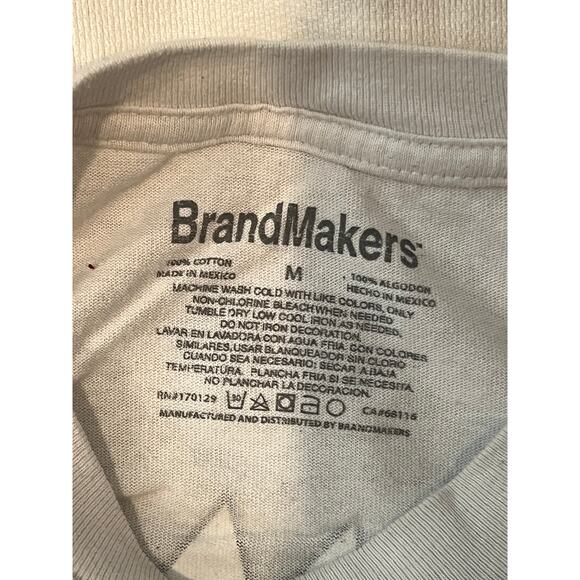 BrandMakers™
100% COTTON M 100% ALGODON
MADE IN MEXICO HECHO IN MEXICO
MACHINE WASH COLD WITH LIKE COLORS, ONLY
NON-CHLORINE BLEACH WHEN NEEDED
TUMBLE DRY LOW COOL IRON AS NEEDED,
DO NOT IRON DECORATION.
LAVAR EN LAVADORA CON AGUA FRIA. CON COLORES
SIMILARES, USAR BLANQUEADOR SIN CLORO
CUANDO SEA NECESARIO: SECAR A BAJA
TEMPERATURA. PLANCHA FRIA SI SE NECESITA,
NO PLANCHAR LA DECORACION.
RN#170129 30 CA#68116
MANUFACTURED AND DISTRIBUTED BY BRANDMAKERS